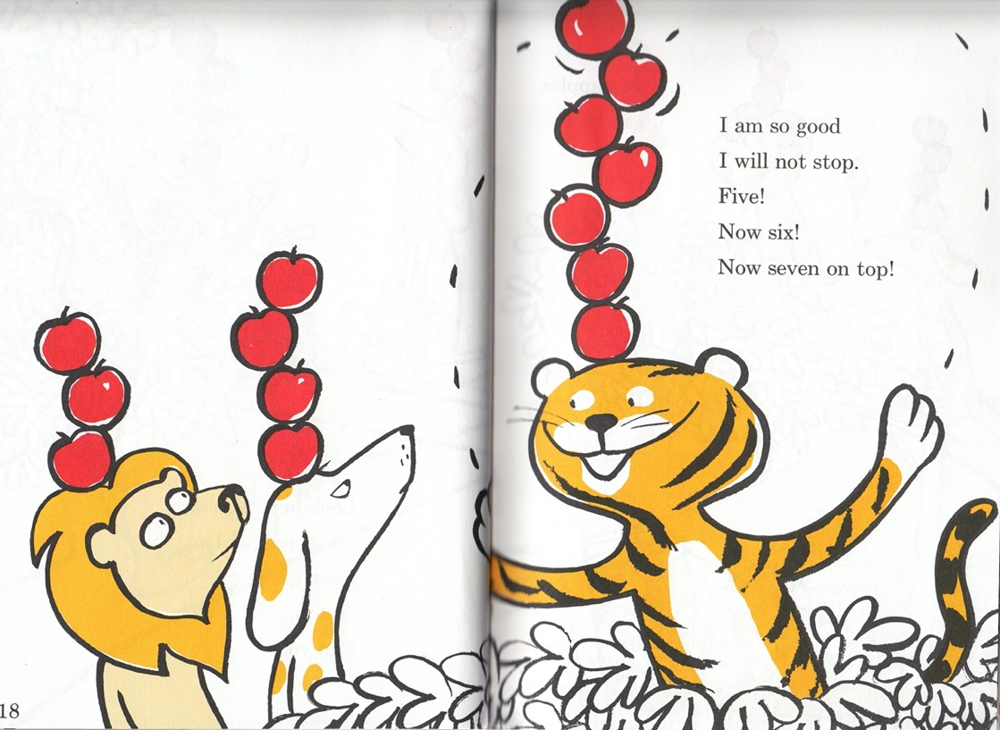 I am so good
I will not stop.
Five!
Now six!
Now seven on top!
18